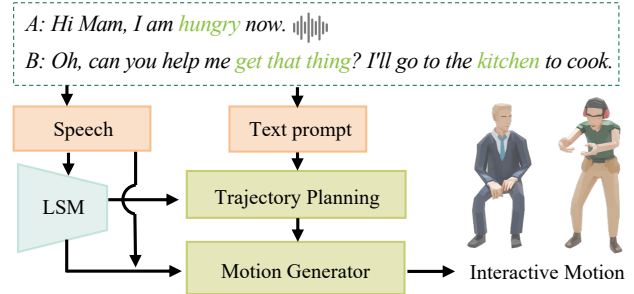 A: Hi Mam, I am hungry now.
B: Oh, can you help me get that thing? I'll go to the kitchen to cook.
Speech
Text prompt
LSM
Trajectory Planning
Motion Generator
Interactive Motion